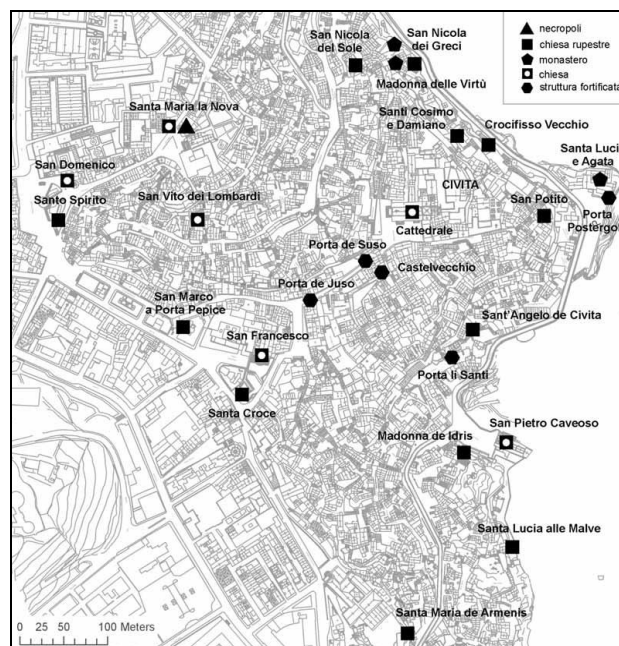 San Nicola
del Sole
San Nicola
dei Greci
Madonna delle Virtù
necropoli
chiesa rupestre
monastero
chiesa
struttura fortificata
Santa Maria la Nova
Santi Cosimo
e Damiano
Crocifisso Vecchio
Santa Luci
e Agata
San Domenico
Santo Spirito
San Vito dei Lombardi
CIVITA
Cattedrale
San Potito
Porta
Postergola
Porta de Suso
Castelvecchio
Porta de Juso
San Marco
a Porta Pepice
San Francesco
Sant'Angelo de Civita
Porta li Santi
Santa Croce
San Pietro Caveoso
Madonna de Idris
Santa Lucia alle Malve
Santa Maria de Armenis
0 25 50 100 Meters